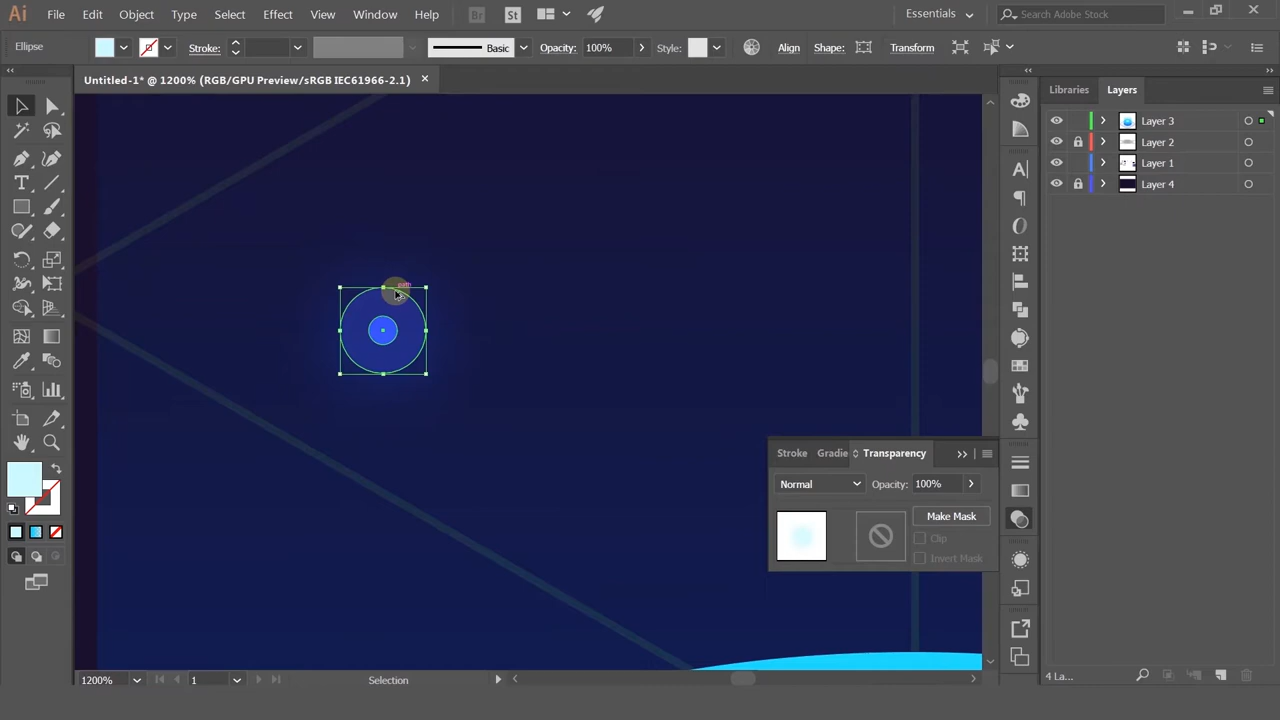 Ai File Edit Object Type Select Effect View Window Help Br St Essentials Search Adobe Stock
Ellipse Stroke: Basic Opacity: 100% Style: Align Shape: Transform
Untitled-1* @ 1200% (RGB/GPU Preview/sRGB IEC61966-2.1) ×
Libraries Layers
Layer 3
Layer 2
Layer 1
Layer 4
path
Stroke Gradie Transparency
Normal Opacity: 100%
Make Mask
Clip
Invert Mask
1200% 1 Selection
4 La...